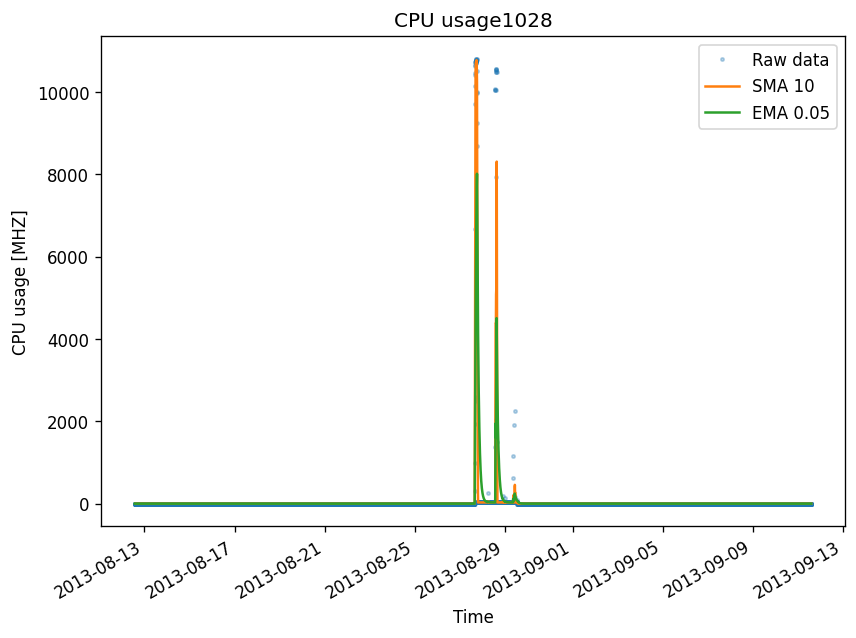 CPU usage1028
Raw data
SMA 10
EMA 0.05
CPU usage [MHZ]
10000
8000
6000
4000
2000
0
2013-08-13
2013-08-17
2013-08-21
2013-08-25
2013-08-29
2013-09-01
2013-09-05
2013-09-09
2013-09-13
Time